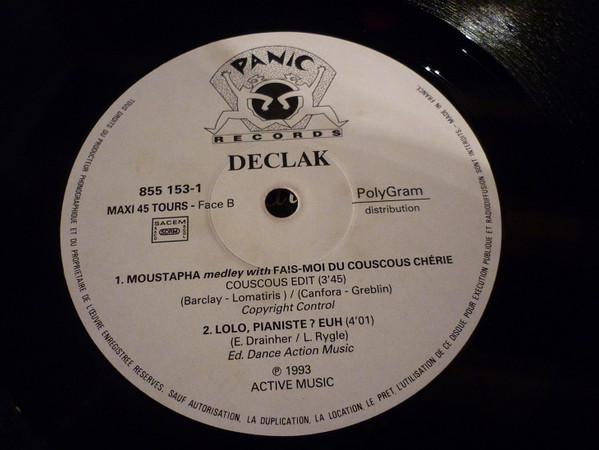 PANIC
RECORDS
DECLAK
855 153-1
MAXI 45 TOURS - Face B
PolyGram
distribution
SACEM
SDRM
1. MOUSTAPHA medley with FA!S-MOI DU COUSCOUS CHÉRIE
COUSCOUS EDIT (3'45)
(Barclay - Lomatiris) / (Canfora - Greblin)
Copyright Control
2. LOLO, PIANISTE ? EUH (4'01)
(E. Drainher / L. Rygle)
Ed. Dance Action Music
℗ 1993
ACTIVE MUSIC
TOUS DROITS DU PRODUCTEUR PHONOGRAPHIQUE ET DU PROPRIETAIRE DE L'ŒUVRE ENREGISTREE RESERVES. SAUF AUTORISATION, LA DUPLICATION, LA LOCATION, LE PRET, L'UTILISATION DE CE DISQUE POUR EXECUTION PUBLIQUE ET RADIODIFFUSION SONT INTERDITS - MADE IN FRANCE.